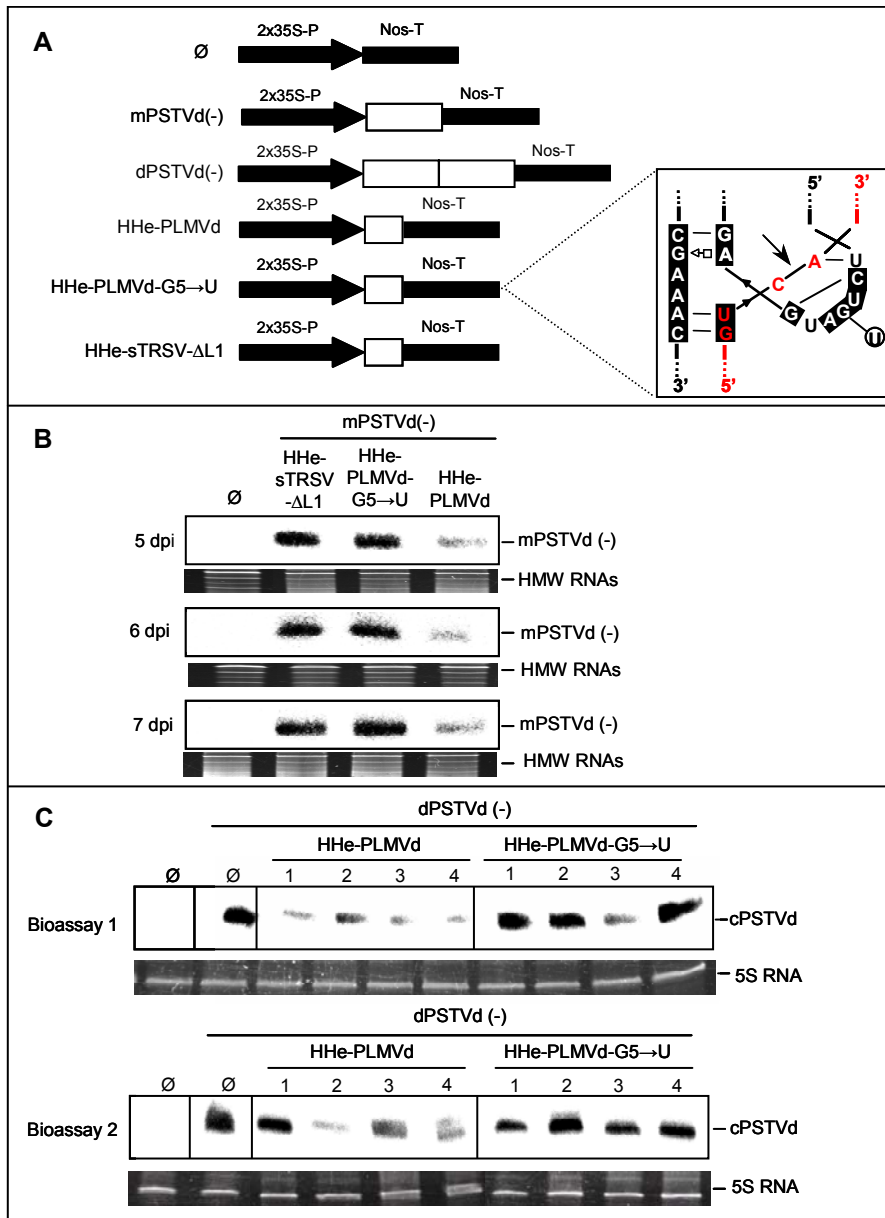 A
2x35S-P Nos-T
Ø
2x35S-P Nos-T
mPSTVd(-)
2x35S-P Nos-T
dPSTVd(-)
2x35S-P Nos-T
HHe-PLMVd
2x35S-P Nos-T
HHe-PLMVd-G5→U
2x35S-P Nos-T
HHe-sTRSV-ΔL1
5' 3'
C G
G A
A
A
A
C
U
G
C
A
U
C
U
G
A
U
G
U
3' 5'
B
mPSTVd(-)
Ø
HHe-sTRSV-ΔL1
HHe-PLMVd-G5→U
HHe-PLMVd
5 dpi mPSTVd (-)
HMW RNAs
6 dpi mPSTVd (-)
HMW RNAs
7 dpi mPSTVd (-)
HMW RNAs
C
dPSTVd (-)
HHe-PLMVd HHe-PLMVd-G5→U
Ø Ø 1 2 3 4 1 2 3 4
Bioassay 1 cPSTVd
5S RNA
dPSTVd (-)
HHe-PLMVd HHe-PLMVd-G5→U
Ø Ø 1 2 3 4 1 2 3 4
Bioassay 2 cPSTVd
5S RNA